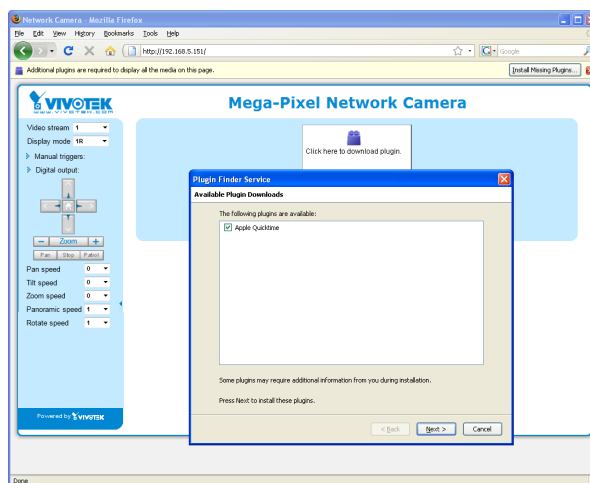 Network Camera - Mozilla Firefox
File Edit View History Bookmarks Tools Help
http://192.168.5.151/
Google
Additional plugins are required to display all the media on this page.
Install Missing Plugins...
VIVOTEK
www.vivotek.com
Mega-Pixel Network Camera
Video stream 1
Display mode 1R
Manual triggers:
Digital output:
Click here to download plugin.
Zoom
Pan Stop Patrol
Pan speed 0
Tilt speed 0
Zoom speed 0
Panoramic speed 1
Rotate speed 1
Powered by VIVOTEK
Plugin Finder Service
Available Plugin Downloads
The following plugins are available:
Apple Quicktime
Some plugins may require additional information from you during installation.
Press Next to install these plugins.
< Back Next > Cancel
Done